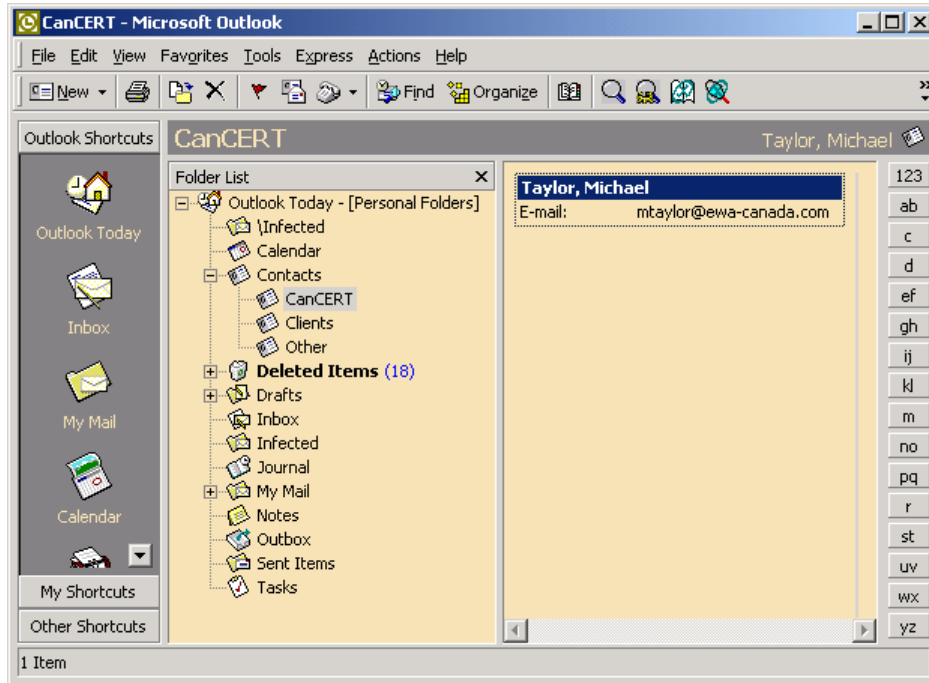 CanCERT - Microsoft Outlook
File Edit View Favorites Tools Express Actions Help
New Find Organize
Outlook Shortcuts
Outlook Today
Inbox
My Mail
Calendar
My Shortcuts
Other Shortcuts
CanCERT
Taylor, Michael
Folder List
Outlook Today - [Personal Folders]
\Infected
Calendar
Contacts
CanCERT
Clients
Other
Deleted Items (18)
Drafts
Inbox
Infected
Journal
My Mail
Notes
Outbox
Sent Items
Tasks
Taylor, Michael
E-mail: mtaylor@ewa-canada.com
123
ab
c
d
ef
gh
ij
kl
m
no
pq
r
st
uv
wx
yz
1 Item